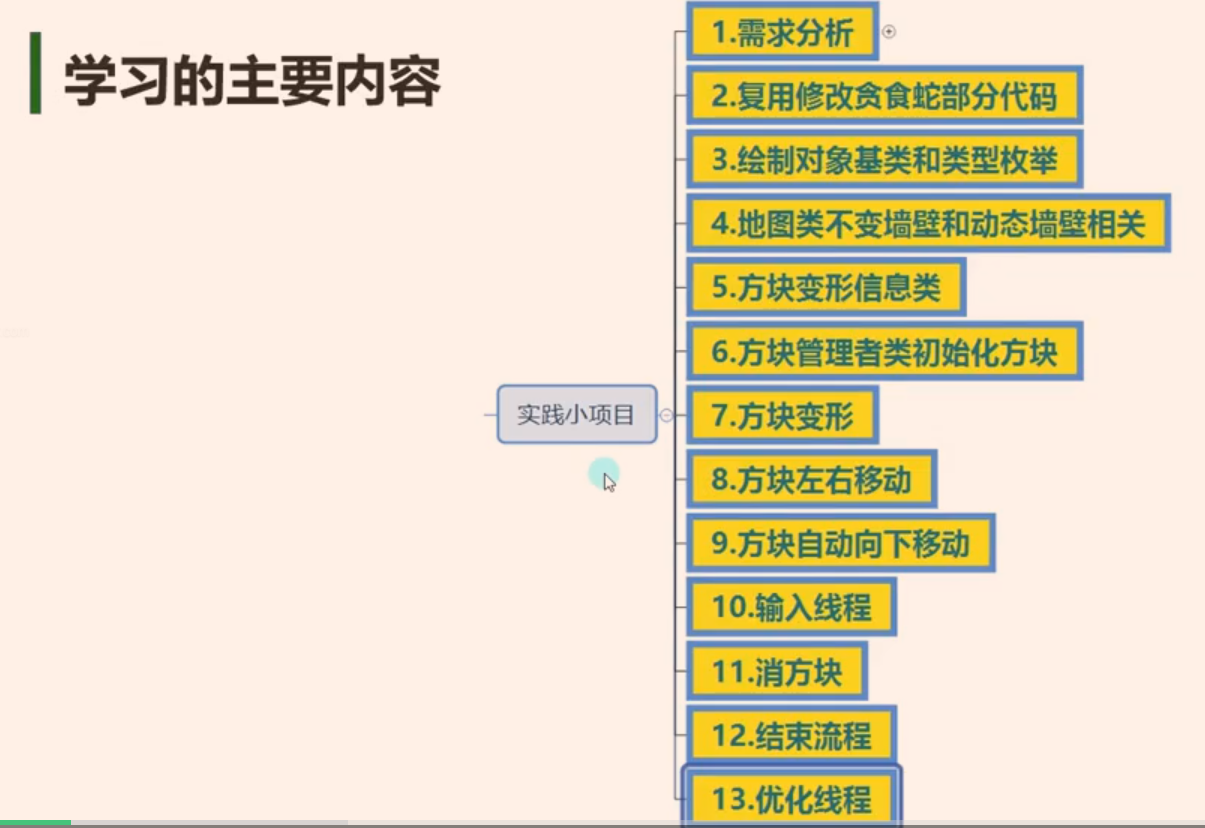 学习的主要内容
实践小项目
1.需求分析
2.复用修改贪食蛇部分代码
3.绘制对象基类和类型枚举
4.地图类不变墙壁和动态墙壁相关
5.方块变形信息类
6.方块管理者类初始化方块
7.方块变形
8.方块左右移动
9.方块自动向下移动
10.输入线程
11.消方块
12.结束流程
13.优化线程